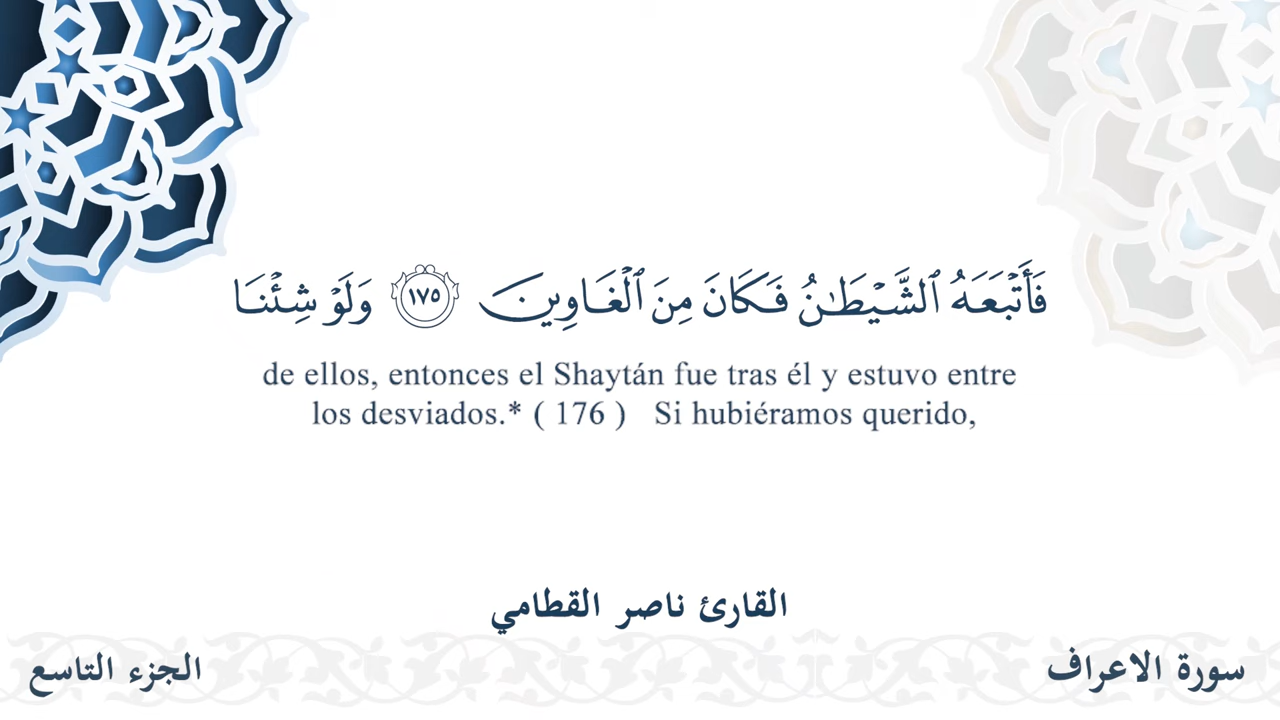 فَأَتْبَعَهُ ٱلشَّيْطَـٰنُ فَكَانَ مِنَ ٱلْغَاوِينَ ١٧٥ وَلَوْ شِئْنَا
de ellos, entonces el Shaytán fue tras él y estuvo entre
los desviados.* ( 176 ) Si hubiéramos querido,
القارئ ناصر القطامي
سورة الاعراف
الجزء التاسع